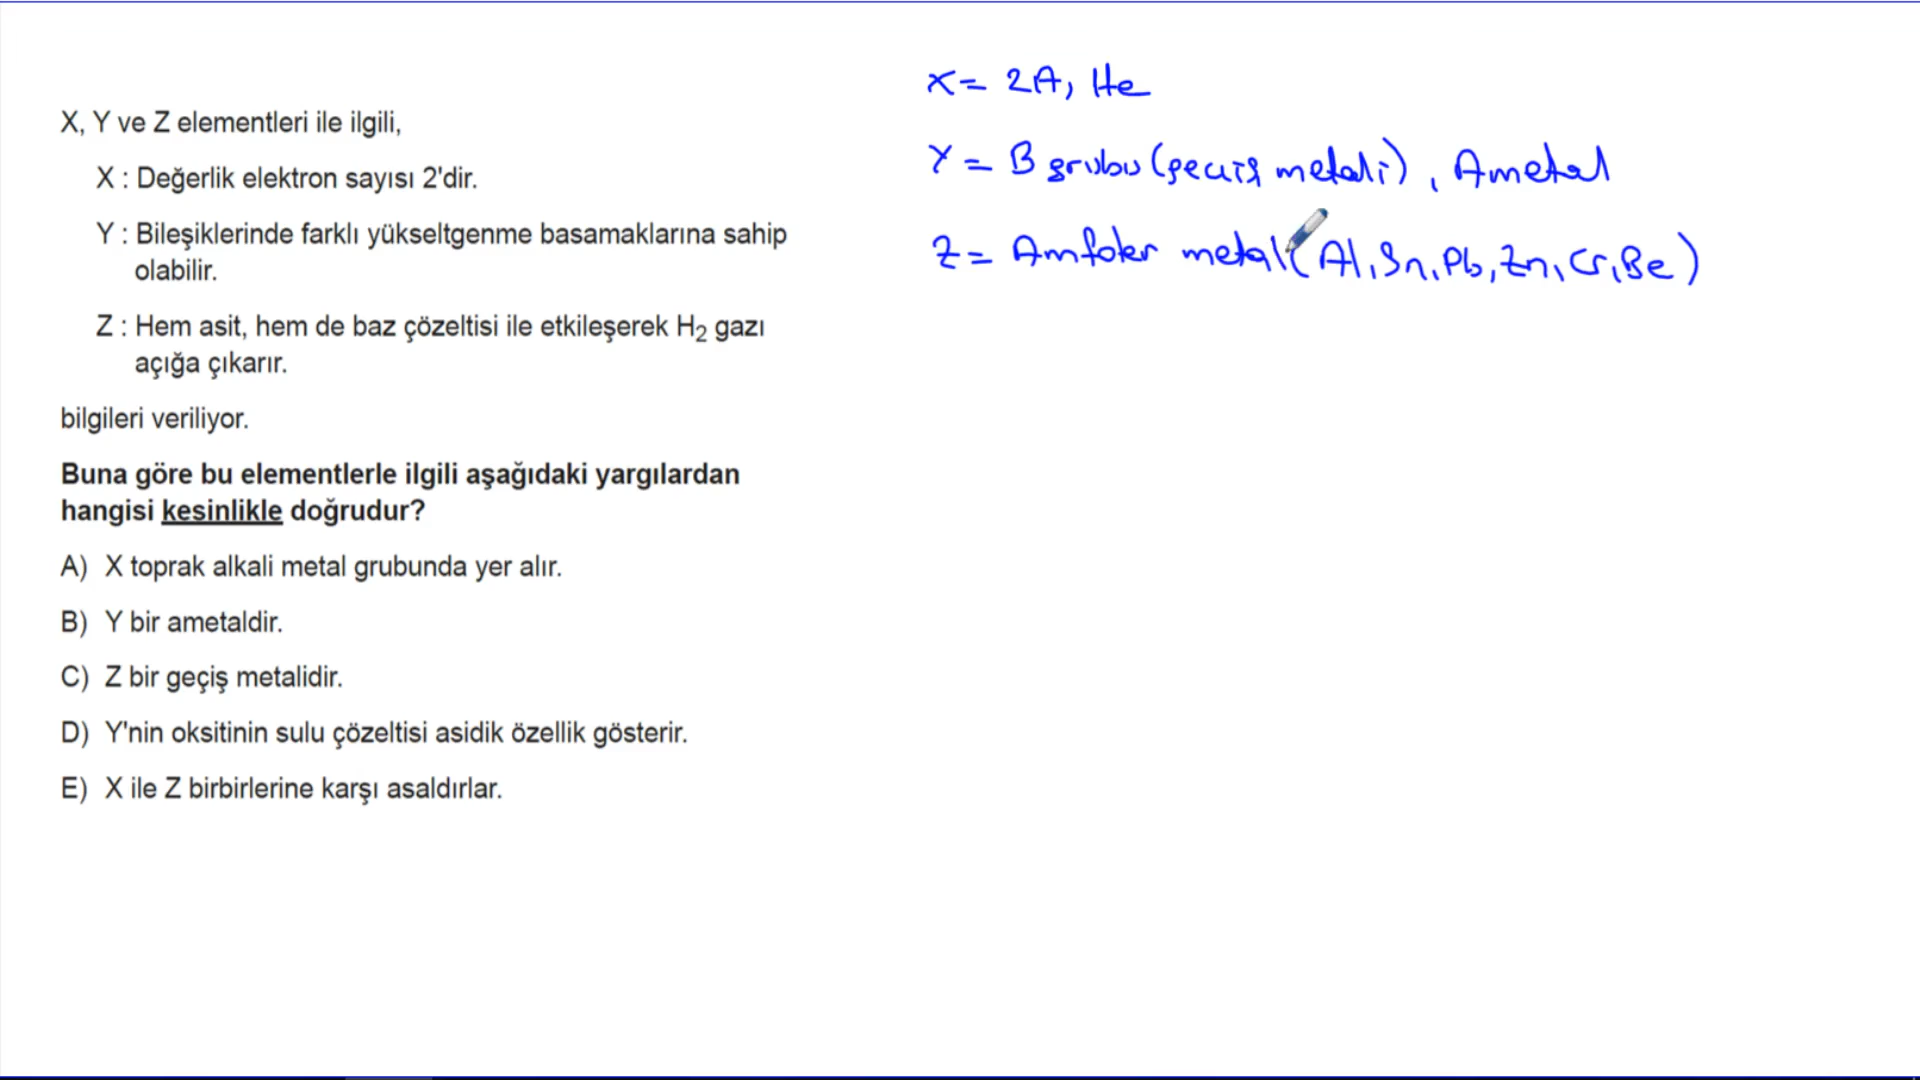 X, Y ve Z elementleri ile ilgili,
X : Değerlik elektron sayısı 2'dir.
Y : Bileşiklerinde farklı yükseltgenme basamaklarına sahip
olabilir.
Z : Hem asit, hem de baz çözeltisi ile etkileşerek H₂ gazı
açığa çıkarır.
bilgileri veriliyor.
Buna göre bu elementlerle ilgili aşağıdaki yargılardan
hangisi kesinlikle doğrudur?
A) X toprak alkali metal grubunda yer alır.
B) Y bir ametaldir.
C) Z bir geçiş metalidir.
D) Y'nin oksitinin sulu çözeltisi asidik özellik gösterir.
E) X ile Z birbirlerine karşı asaldırlar.
X = 2A, He
Y = B grubu (geçiş metali), Ametal
Z = Amfoter metal (Al, Sn, Pb, Zn, Cr, Be)